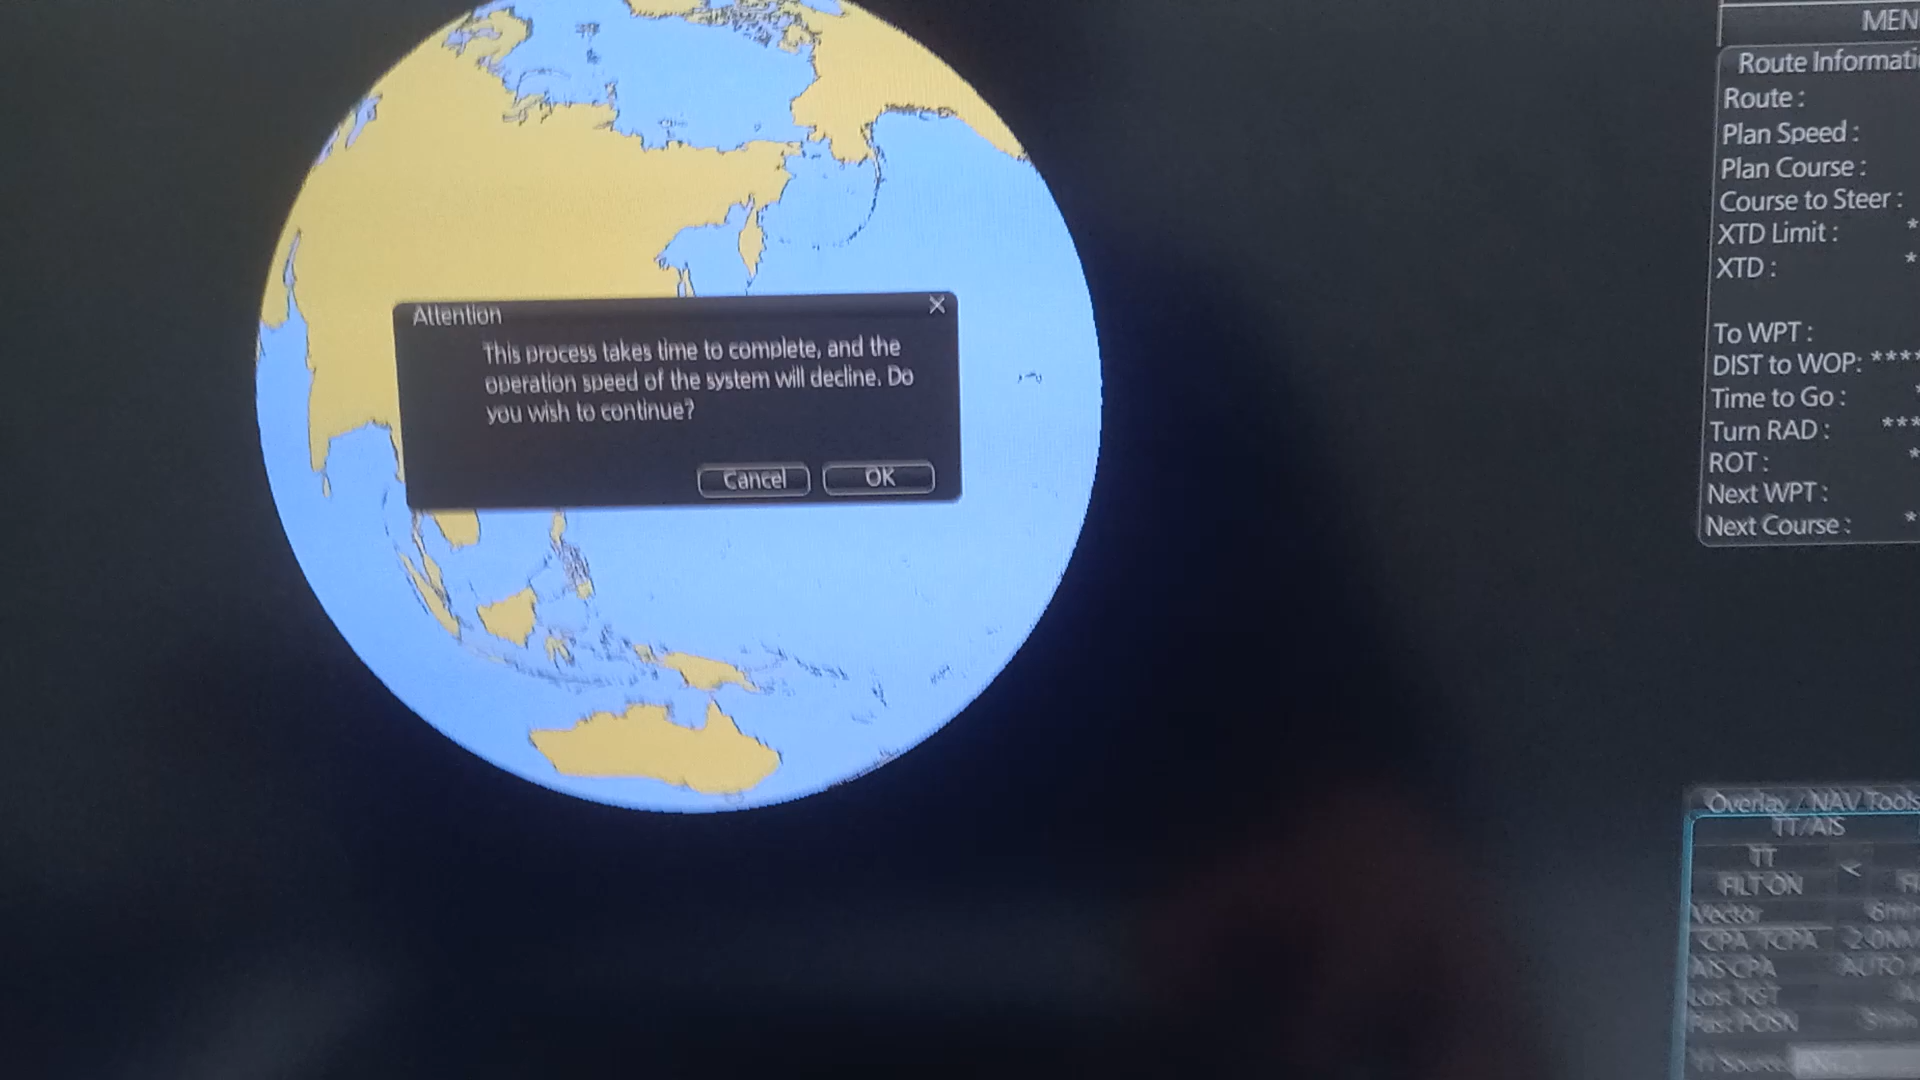 MEN
Route Informati
Route :
Plan Speed :
Plan Course :
Course to Steer :
XTD Limit : *
XTD : *
Attention
This process takes time to complete, and the
operation speed of the system will decline. Do
you wish to continue?
Cancel OK
To WPT :
DIST to WOP: ****
Time to Go : *
Turn RAD : ***
ROT : *
Next WPT :
Next Course : *
Overlay / NAV Tools
TT/AIS
TT <
FILT ON
Vector 6min
CPA/TCPA 2.0NM
AIS CPA AUTO
Lost TGT
Past POSN